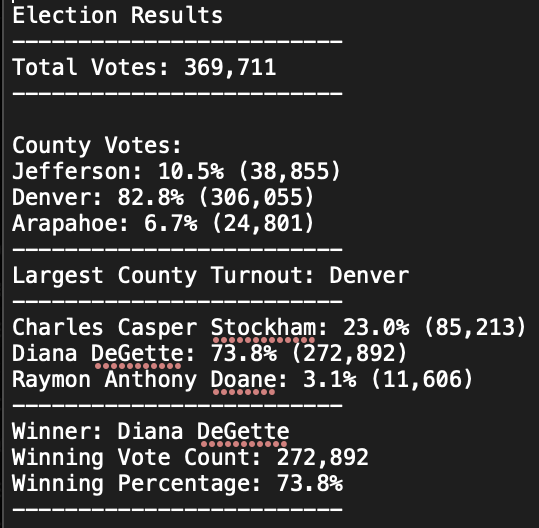 Election Results
-------------------------
Total Votes: 369,711
-------------------------

County Votes:
Jefferson: 10.5% (38,855)
Denver: 82.8% (306,055)
Arapahoe: 6.7% (24,801)
-------------------------
Largest County Turnout: Denver
-------------------------
Charles Casper Stockham: 23.0% (85,213)
Diana DeGette: 73.8% (272,892)
Raymon Anthony Doane: 3.1% (11,606)
-------------------------
Winner: Diana DeGette
Winning Vote Count: 272,892
Winning Percentage: 73.8%
-------------------------